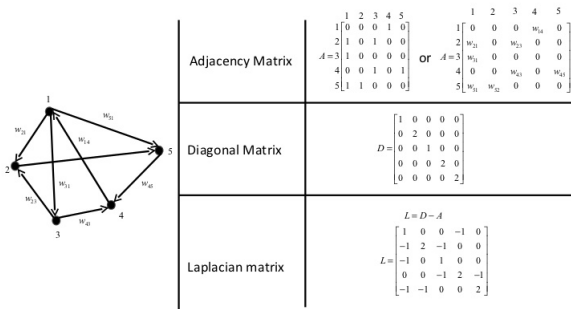 1
w21
w14
w51
w31
w23
w45
w43
2
3
4
5
Adjacency Matrix
1 2 3 4 5
1 0 0 0 1 0
2 1 0 1 0 0
A = 3 1 0 0 0 0
4 0 0 1 0 1
5 1 1 0 0 0
or
1 2 3 4 5
1 0 0 0 w14 0
2 w21 0 w23 0 0
A = 3 w31 0 0 0 0
4 0 0 w43 0 w45
5 w51 w52 0 0 0
Diagonal Matrix
1 0 0 0 0
0 2 0 0 0
D = 0 0 1 0 0
0 0 0 2 0
0 0 0 0 2
Laplacian matrix
L = D − A
1 0 0 −1 0
−1 2 −1 0 0
L = −1 0 1 0 0
0 0 −1 2 −1
−1 −1 0 0 2